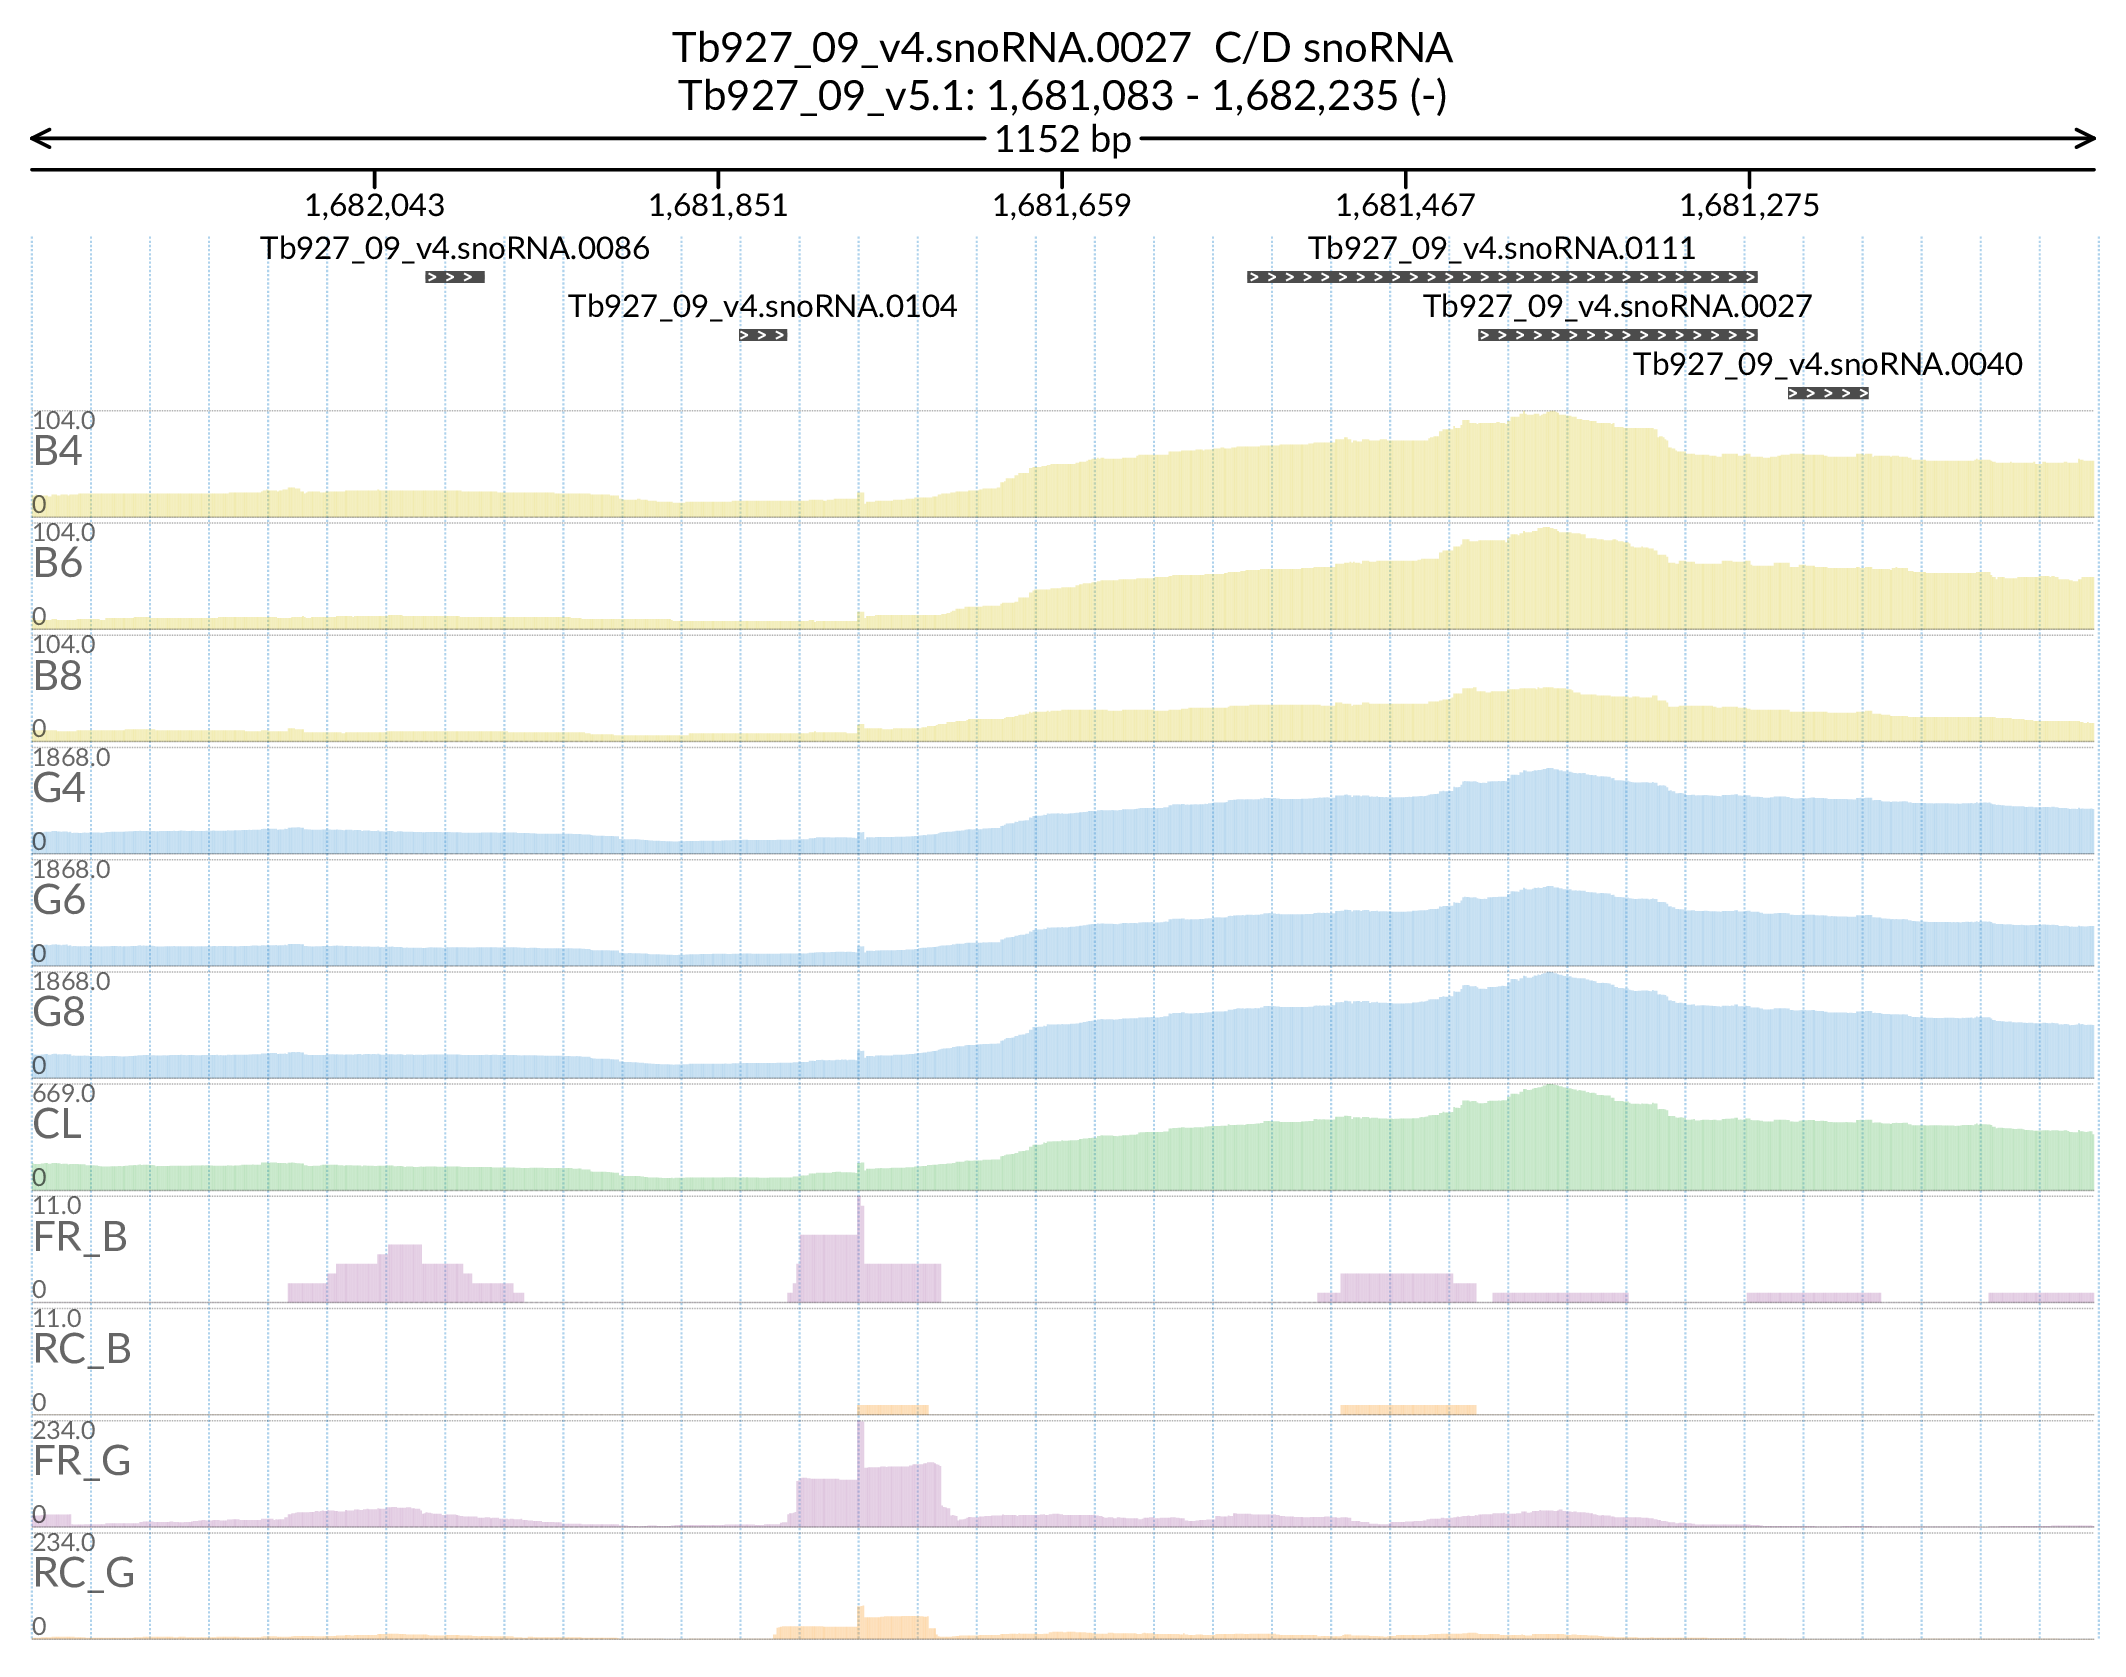 Tb927_09_v4.snoRNA.0027 C/D snoRNA
Tb927_09_v5.1: 1,681,083 - 1,682,235 (-)
1152 bp
1,682,043 1,681,851 1,681,659 1,681,467 1,681,275
Tb927_09_v4.snoRNA.0086 Tb927_09_v4.snoRNA.0111
Tb927_09_v4.snoRNA.0104 Tb927_09_v4.snoRNA.0027
Tb927_09_v4.snoRNA.0040
104.0
B4
0
104.0
B6
0
104.0
B8
0
1868.0
G4
0
1868.0
G6
0
1868.0
G8
0
669.0
CL
0
11.0
FR_B
0
11.0
RC_B
0
234.0
FR_G
0
234.0
RC_G
0